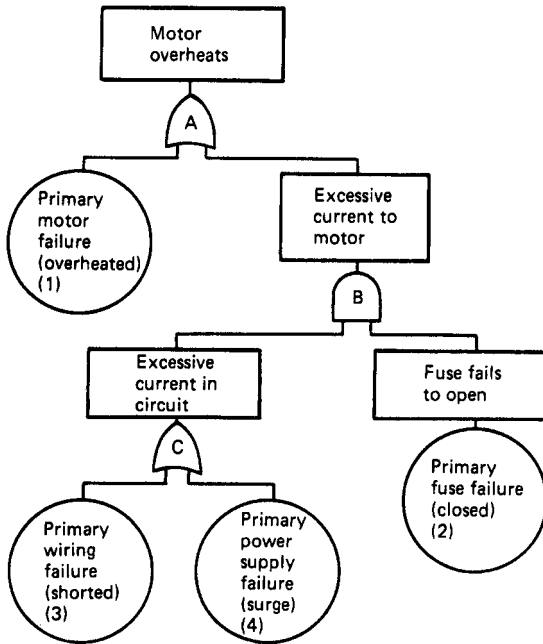 Motor
overheats
A
Primary
motor
failure
(overheated)
(1)
Excessive
current to
motor
B
Excessive
current in
circuit
Fuse fails
to open
C
Primary
wiring
failure
(shorted)
(3)
Primary
power
supply
failure
(surge)
(4)
Primary
fuse failure
(closed)
(2)